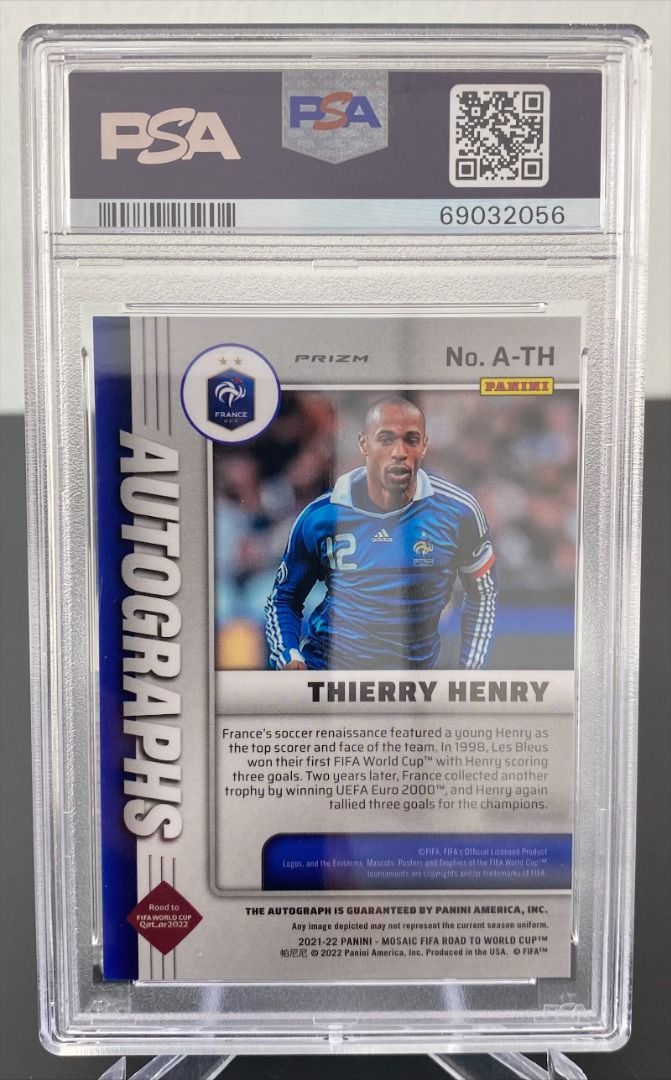 PSA
PSA
69032056
PRIZM
No. A-TH
PANINI
FRANCE
FFF
AUTOGRAPHS
12
adidas
THIERRY HENRY
France's soccer renaissance featured a young Henry as
the top scorer and face of the team. In 1998, Les Bleus
won their first FIFA World Cup™ with Henry scoring
three goals. Two years later, France collected another
trophy by winning UEFA Euro 2000™, and Henry again
tallied three goals for the champions.
©FIFA, FIFA's Official Licensed Product
Logos, and the Emblems, Mascots, Posters and Trophies of the FIFA World Cup™
tournaments are copyrights and/or trademarks of FIFA.
Road to
FIFA WORLD CUP
Qatar2022
THE AUTOGRAPH IS GUARANTEED BY PANINI AMERICA, INC.
Any image depicted may not represent the current season uniform.
2021-22 PANINI - MOSAIC FIFA ROAD TO WORLD CUP™
帕尼尼 © 2022 Panini America, Inc. Produced in the USA. © FIFA™
PSA